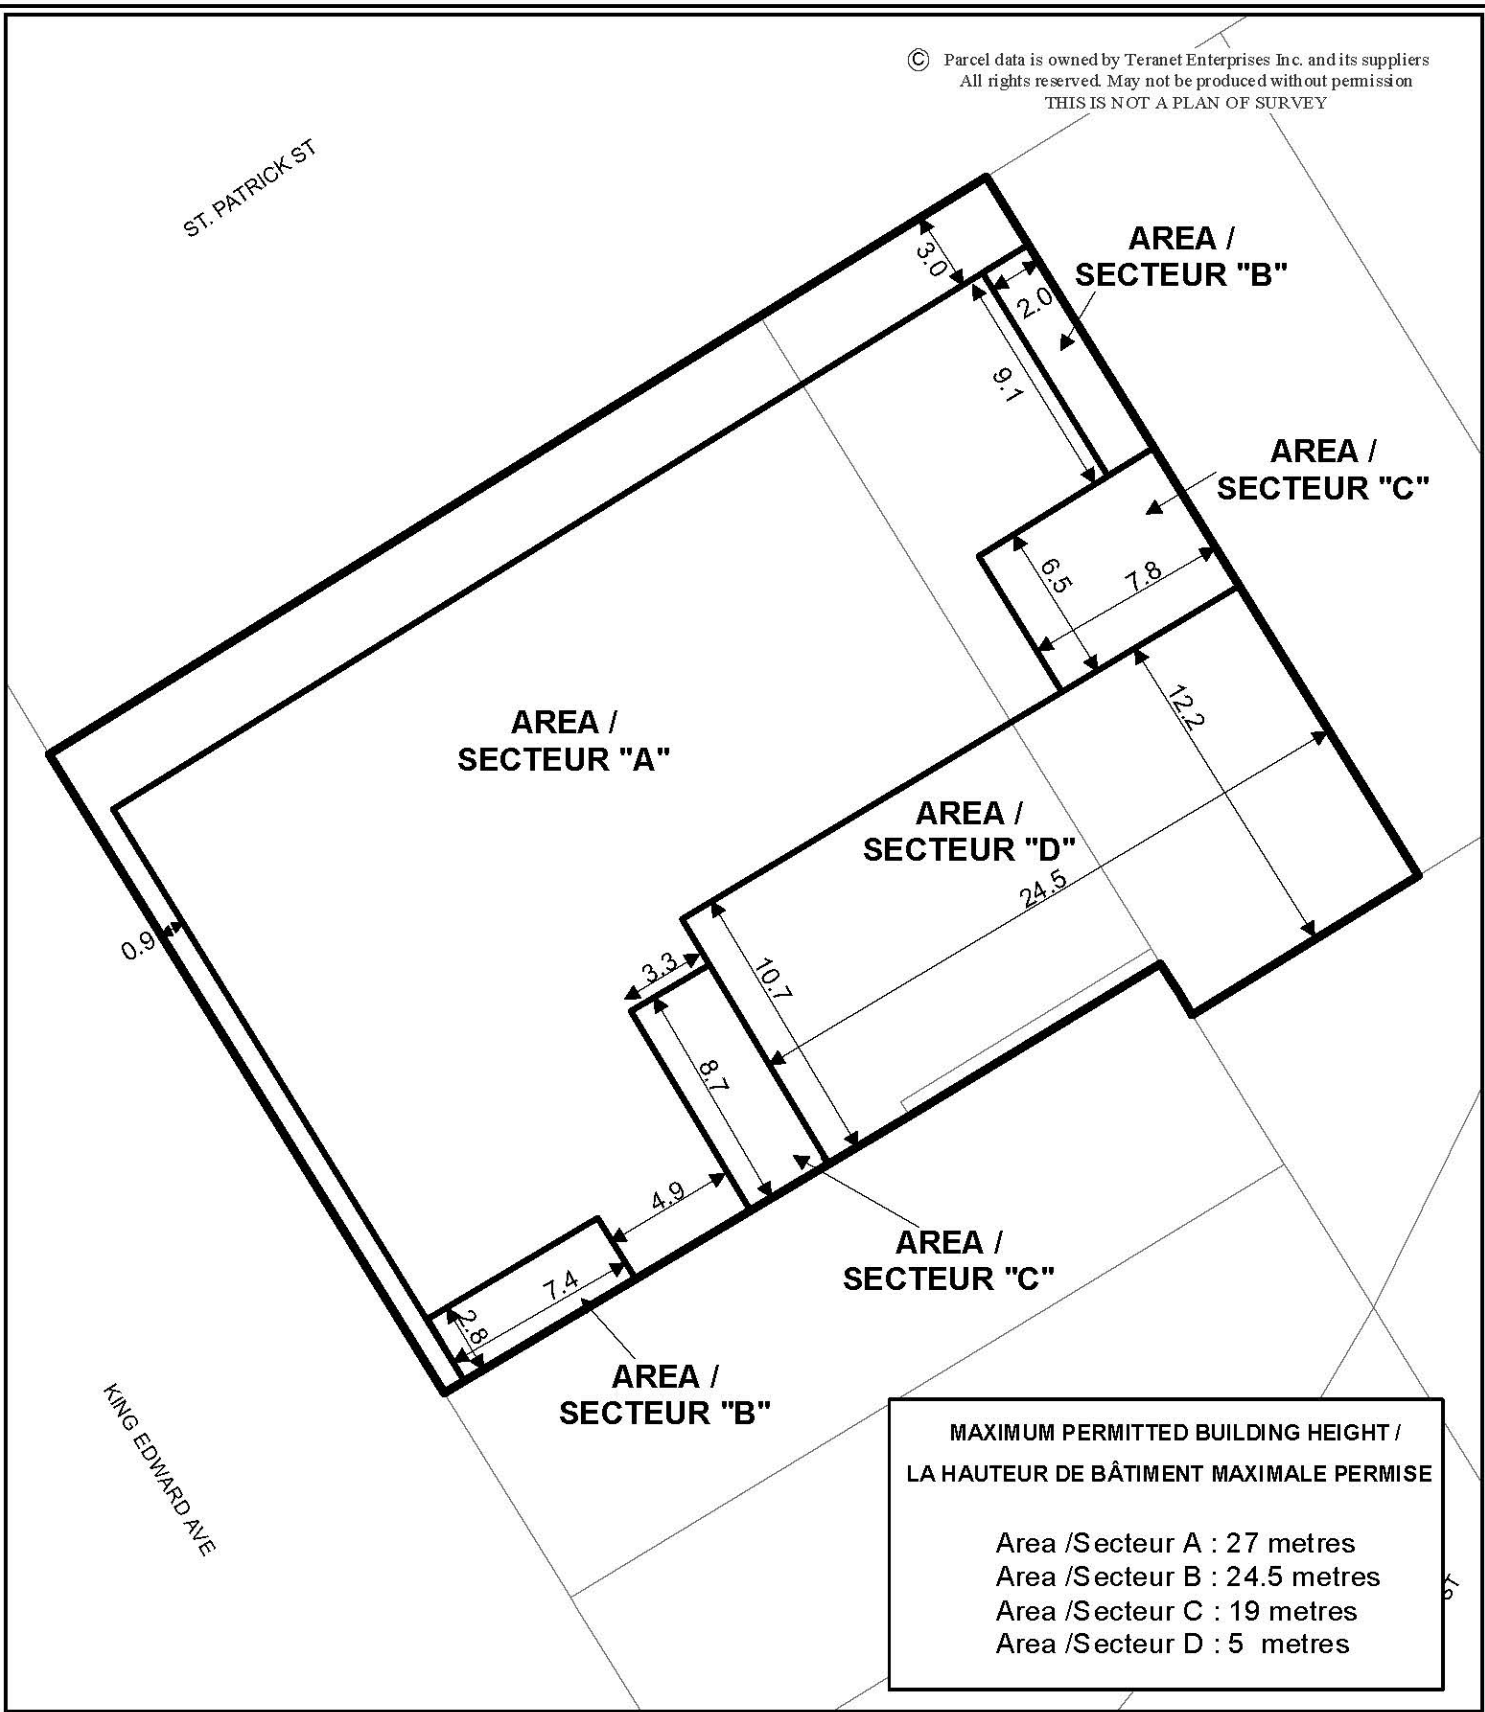 © Parcel data is owned by Teranet Enterprises Inc. and its suppliers
All rights reserved. May not be produced without permission
THIS IS NOT A PLAN OF SURVEY
ST. PATRICK ST
3.0
AREA /
SECTEUR "B"
2.0
9.1
AREA /
SECTEUR "C"
6.5
7.8
12.2
AREA /
SECTEUR "A"
AREA /
SECTEUR "D"
24.5
0.9
3.3
10.7
8.7
4.9
AREA /
SECTEUR "C"
7.4
2.8
AREA /
SECTEUR "B"
KING EDWARD AVE
MAXIMUM PERMITTED BUILDING HEIGHT /
LA HAUTEUR DE BÂTIMENT MAXIMALE PERMISE
Area /Secteur A : 27 metres
Area /Secteur B : 24.5 metres
Area /Secteur C : 19 metres
Area /Secteur D : 5 metres
ST